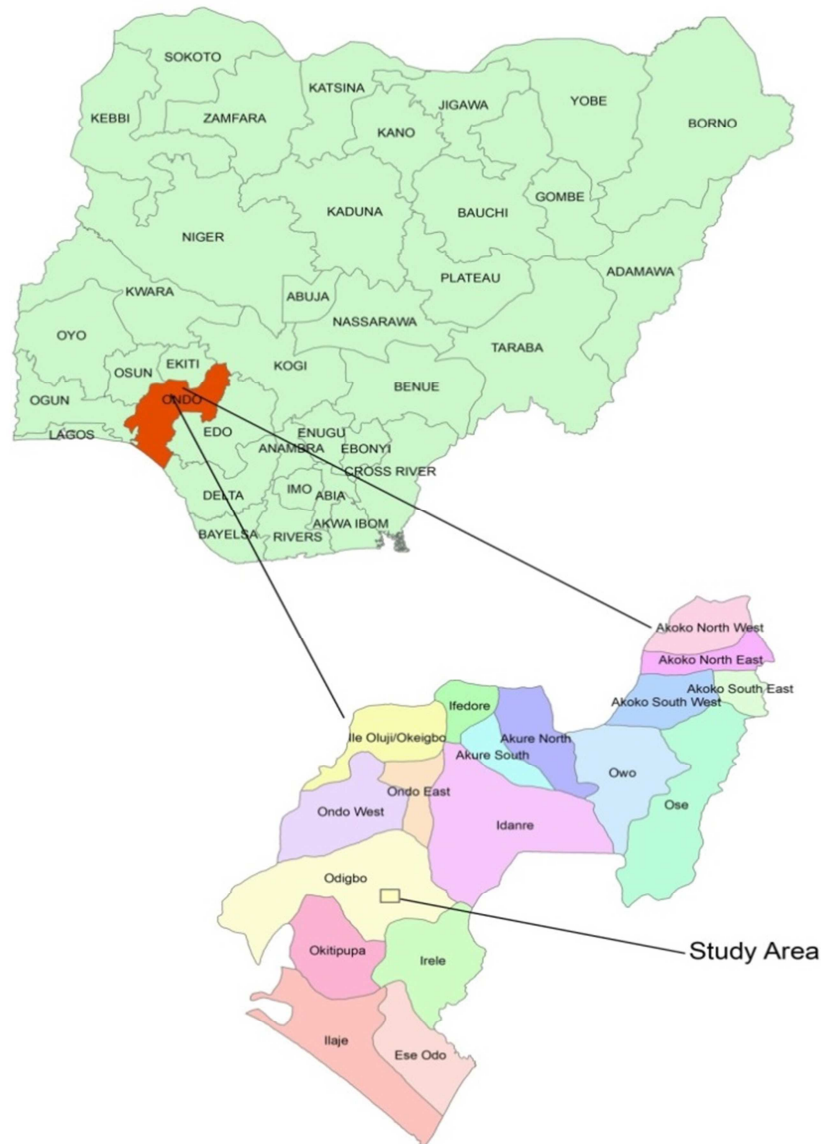 SOKOTO
KATSINA
JIGAWA
YOBE
BORNO
KEBBI
ZAMFARA
KANO
GOMBE
KADUNA
BAUCHI
NIGER
ADAMAWA
PLATEAU
KWARA
ABUJA
NASSARAWA
OYO
TARABA
OSUN
EKITI
KOGI
BENUE
OGUN
ONDO
LAGOS
EDO
ENUGU
ANAMBRA
EBONYI
CROSS RIVER
DELTA
IMO
ABIA
AKWA IBOM
BAYELSA
RIVERS
Akoko North West
Akoko North East
Akoko South East
Akoko South West
Ifedore
Ile Oluji/Okeigbo
Akure North
Akure South
Owo
Ondo East
Ose
Ondo West
Idanre
Odigbo
Study Area
Okitipupa
Irele
Ilaje
Ese Odo